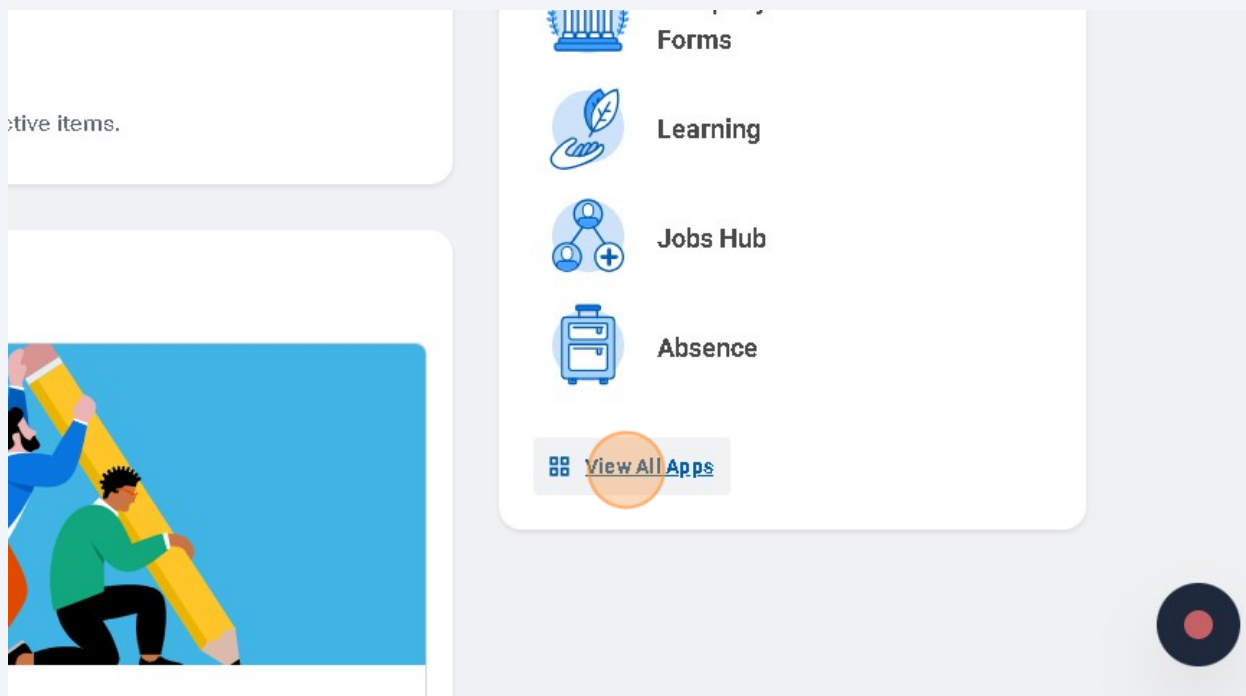 Forms
ctive items.
Learning
Jobs Hub
Absence
View All Apps